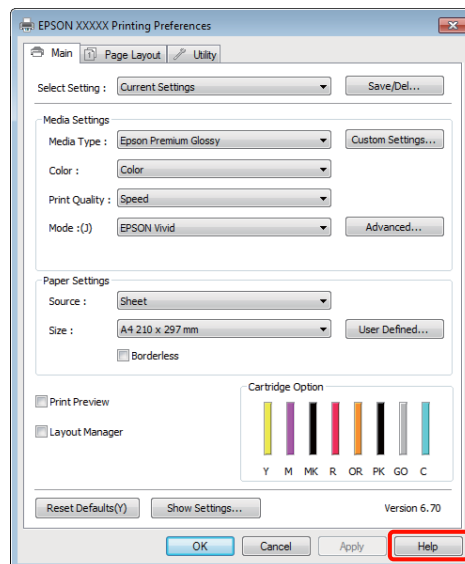 EPSON XXXXX Printing Preferences
Main Page Layout Utility
Select Setting : Current Settings Save/Del...
Media Settings
Media Type : Epson Premium Glossy Custom Settings...
Color : Color
Print Quality : Speed
Mode :(J) EPSON Vivid Advanced...
Paper Settings
Source : Sheet
Size : A4 210 x 297 mm User Defined...
Borderless
Cartridge Option
Print Preview
Layout Manager
Y M MK R OR PK GO C
Reset Defaults(Y) Show Settings... Version 6.70
OK Cancel Apply Help